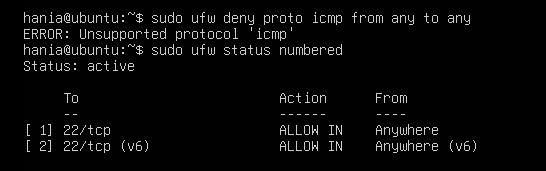 hania@ubuntu:~$ sudo ufw deny proto icmp from any to any
ERROR: Unsupported protocol 'icmp'
hania@ubuntu:~$ sudo ufw status numbered
Status: active

     To                         Action      From
     --                         ------      ----
[ 1] 22/tcp                     ALLOW IN    Anywhere
[ 2] 22/tcp (v6)                ALLOW IN    Anywhere (v6)